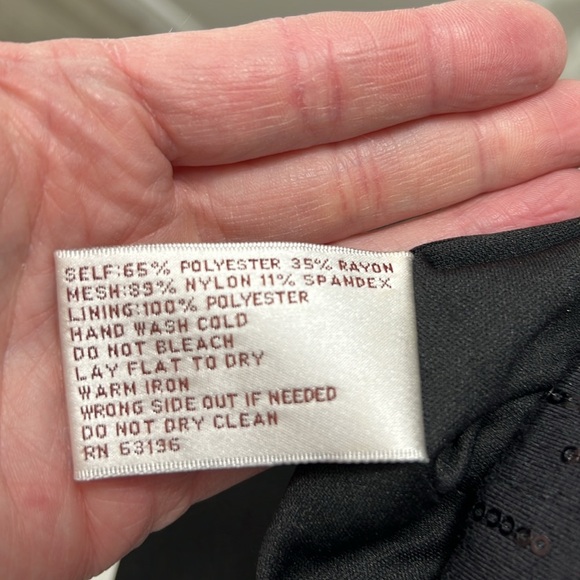 SELF:65% POLYESTER 35% RAYON
MESH:89% NYLON 11% SPANDEX
LINING:100% POLYESTER
HAND WASH COLD
DO NOT BLEACH
LAY FLAT TO DRY
WARM IRON
WRONG SIDE OUT IF NEEDED
DO NOT DRY CLEAN
RN 63136